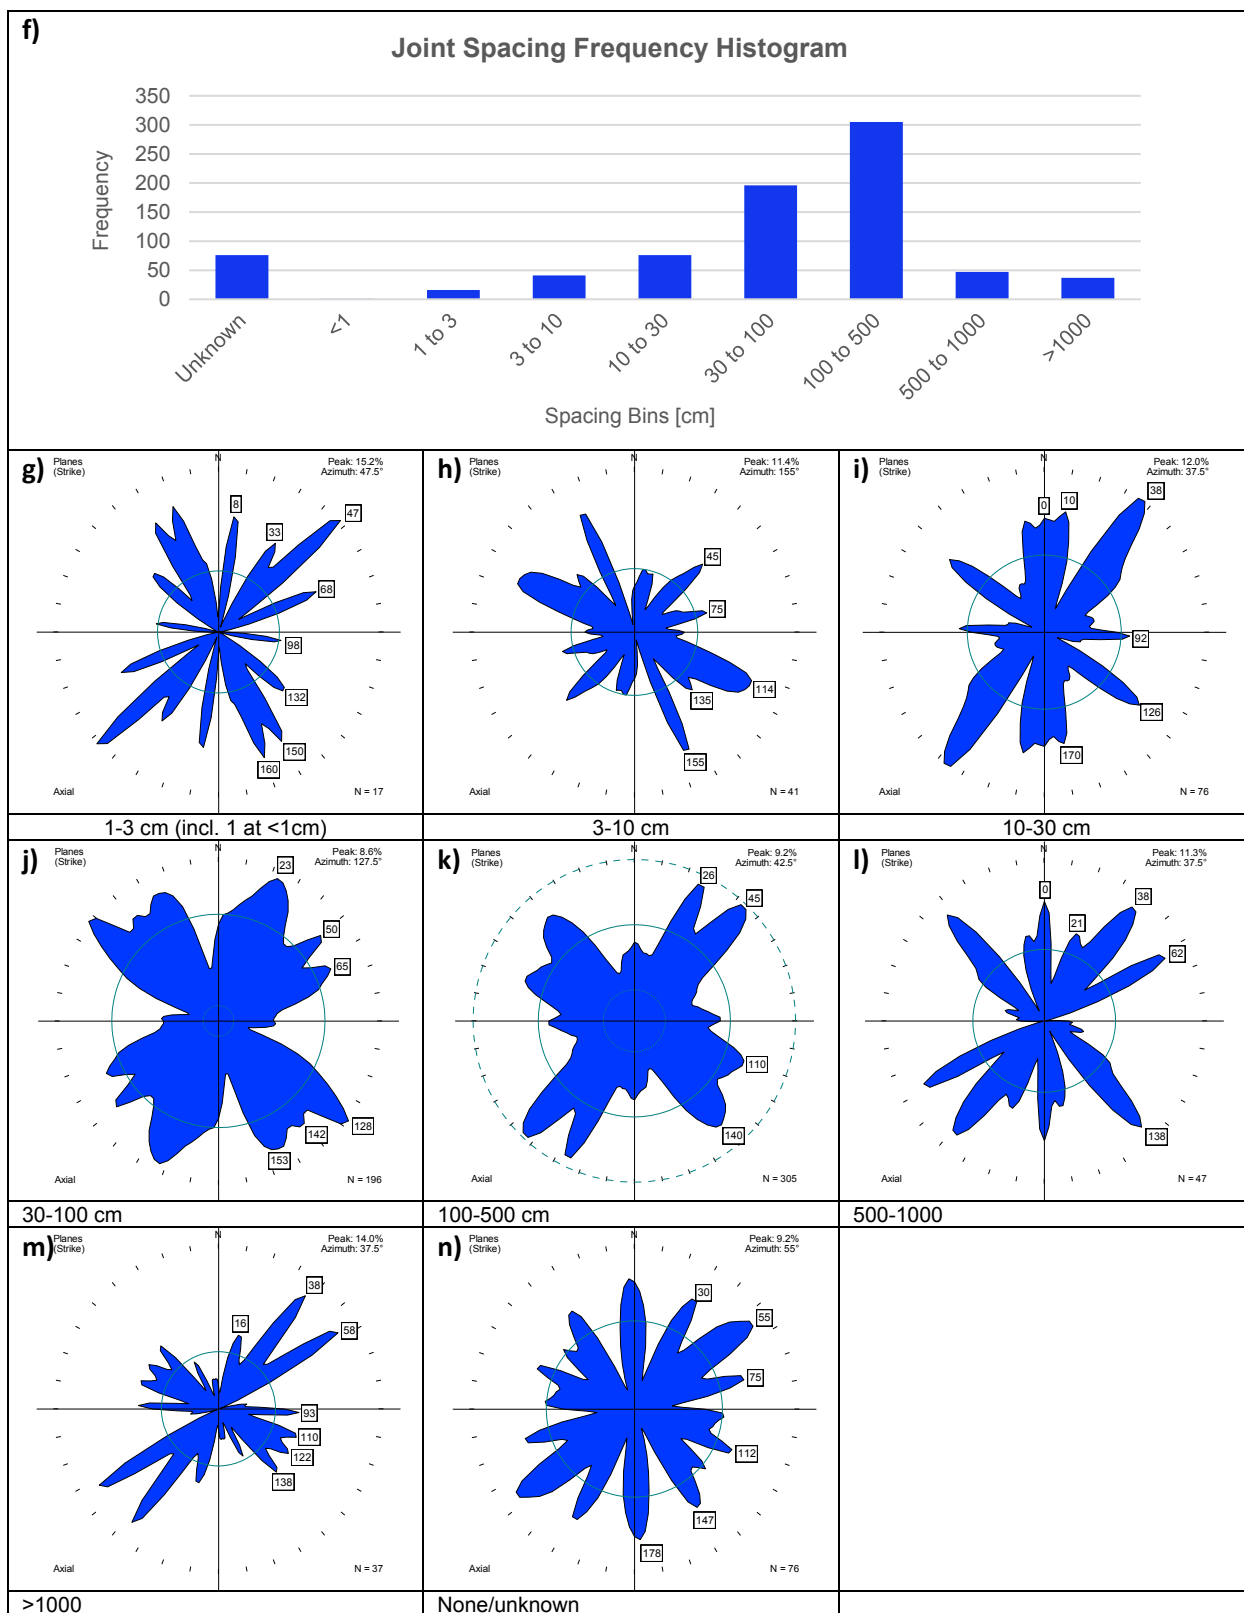 f)
Joint Spacing Frequency Histogram
Frequency
350
300
250
200
150
100
50
0
Unknown
<1
1 to 3
3 to 10
10 to 30
30 to 100
100 to 500
500 to 1000
>1000
Spacing Bins [cm]
g)
Planes
(Strike)
N
Peak: 15.2%
Azimuth: 47.5°
8
33
47
68
98
132
150
160
Axial
N = 17
1-3 cm (incl. 1 at <1cm)
h)
Planes
(Strike)
N
Peak: 11.4%
Azimuth: 155°
45
75
114
135
155
Axial
N = 41
3-10 cm
i)
Planes
(Strike)
N
Peak: 12.0%
Azimuth: 37.5°
0
10
38
92
126
170
Axial
N = 76
10-30 cm
j)
Planes
(Strike)
N
Peak: 8.6%
Azimuth: 127.5°
23
50
65
128
142
153
Axial
N = 196
30-100 cm
k)
Planes
(Strike)
N
Peak: 9.2%
Azimuth: 42.5°
26
45
110
140
Axial
N = 305
100-500 cm
l)
Planes
(Strike)
N
Peak: 11.3%
Azimuth: 37.5°
0
21
38
62
138
Axial
N = 47
500-1000
m)
Planes
(Strike)
N
Peak: 14.0%
Azimuth: 37.5°
16
38
58
93
110
122
138
Axial
N = 37
>1000
n)
Planes
(Strike)
N
Peak: 9.2%
Azimuth: 55°
30
55
75
112
147
178
Axial
N = 76
None/unknown